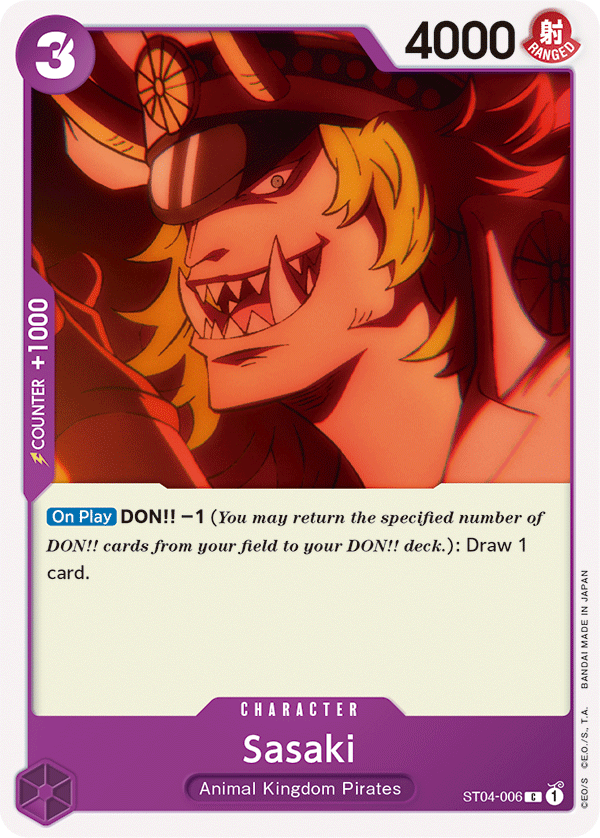 3
4000
射
RANGED
COUNTER +1000
On Play DON!! −1 (You may return the specified number of
DON!! cards from your field to your DON!! deck.): Draw 1
card.
CHARACTER
Sasaki
Animal Kingdom Pirates
ST04-006 C 1
©EO/S ©E.O./S., T.A. BANDAI MADE IN JAPAN